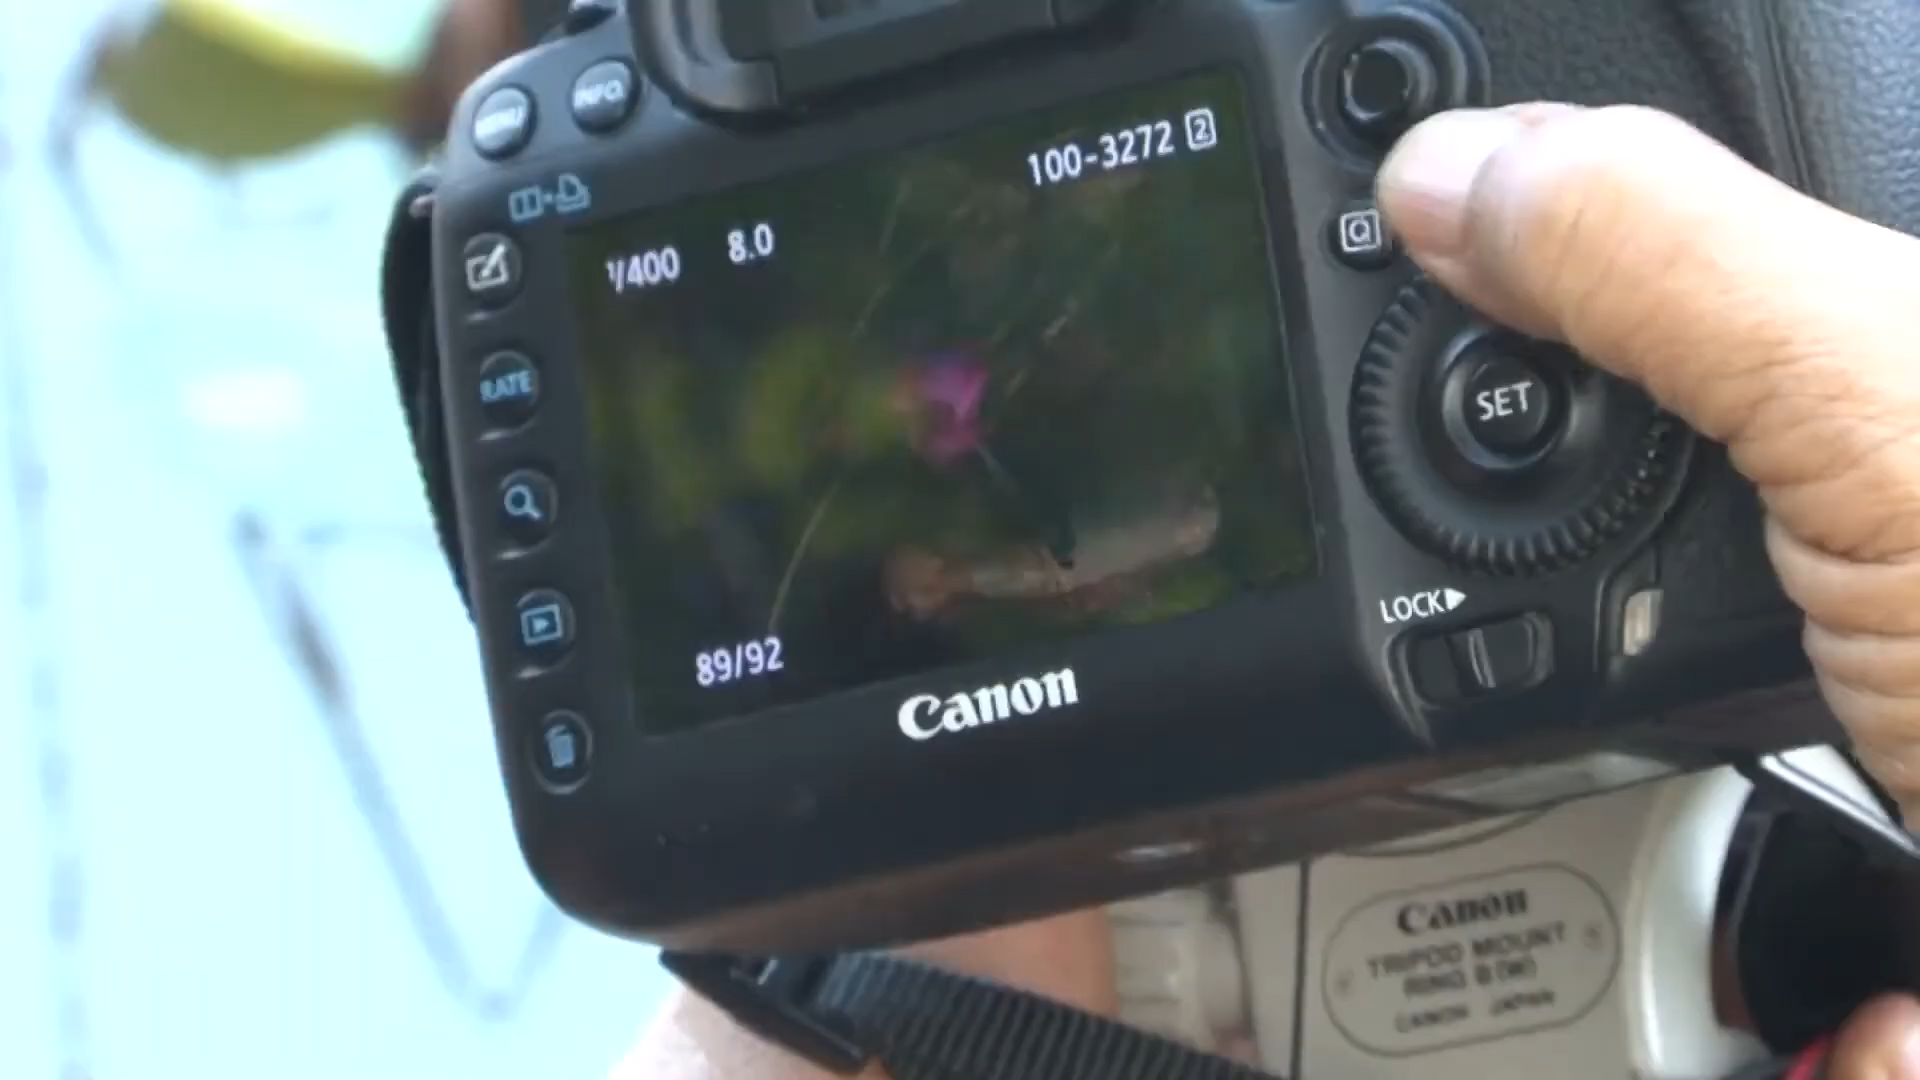 MENU
INFO.
100-3272 2
1/400 8.0
RATE
Q
SET
LOCK▶
89/92
Canon
Canon
TRIPOD MOUNT
RING B (W)
CANON JAPAN